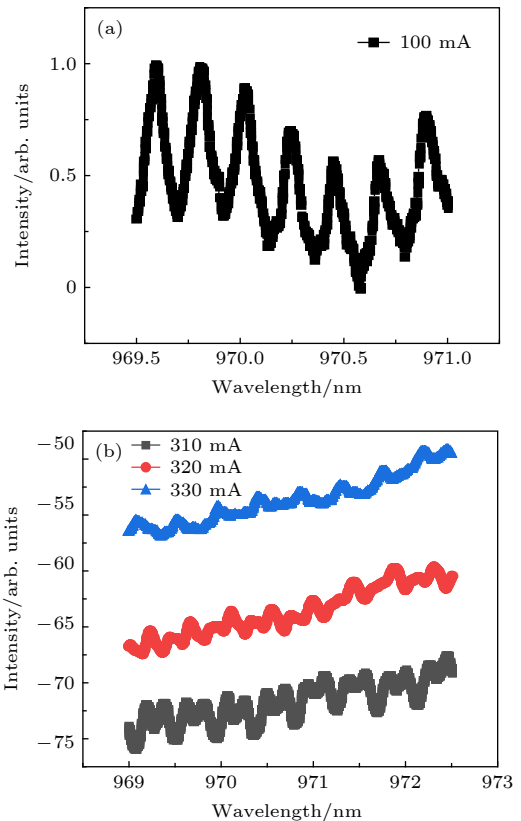 (a)
100 mA
1.0
0.5
0
Intensity/arb. units
969.5 970.0 970.5 971.0
Wavelength/nm
(b)
310 mA
320 mA
330 mA
−50
−55
−60
−65
−70
−75
Intensity/arb. units
969 970 971 972 973
Wavelength/nm